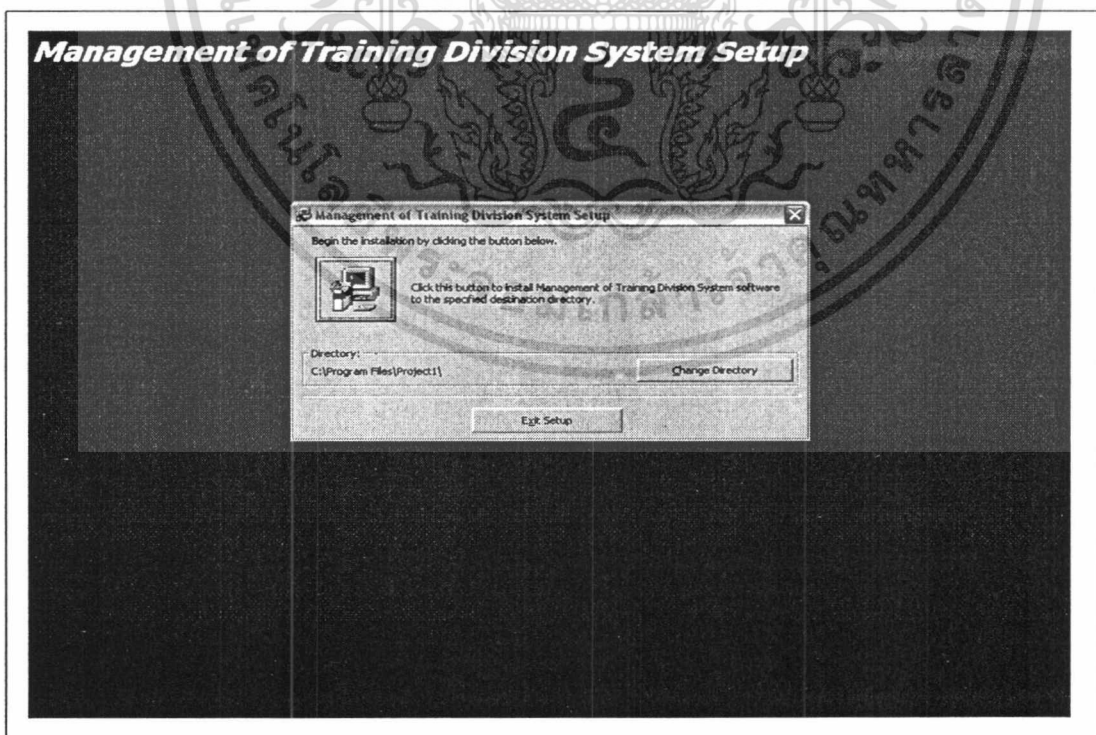 Management of Training Division System Setup
Management of Training Division System Setup
Begin the installation by clicking the button below.
Click this button to install Management of Training Division System software
to the specified destination directory.
Directory:
C:\Program Files\Project1\
Change Directory
Exit Setup